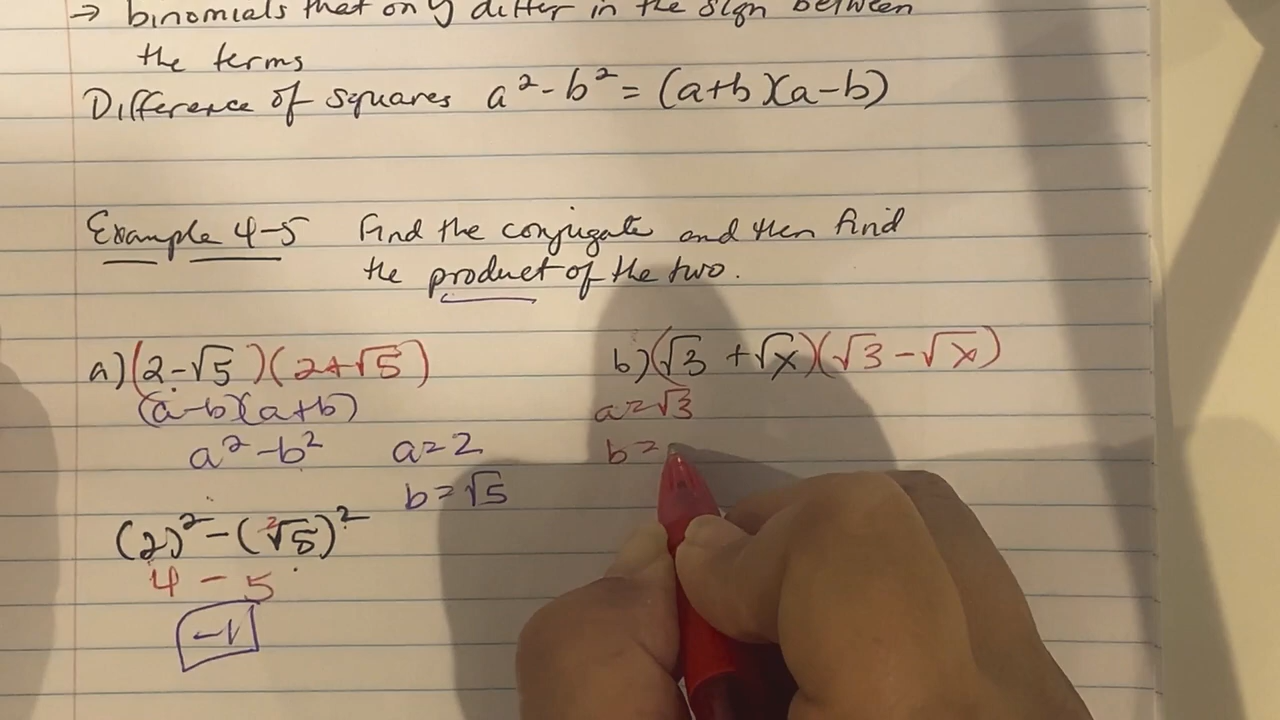 → binomials that only differ in the sign between
the terms
Difference of squares a² - b² = (a+b)(a-b)
Example 4-5 Find the conjugate and then find
the product of the two.
a) (2-√5)(2+√5)
(a-b)(a+b)
a² - b² a=2
b=√5
(2)² - (²√5)²
4 - 5
-1
b) (√3 + √x)(√3 - √x)
a=√3
b=